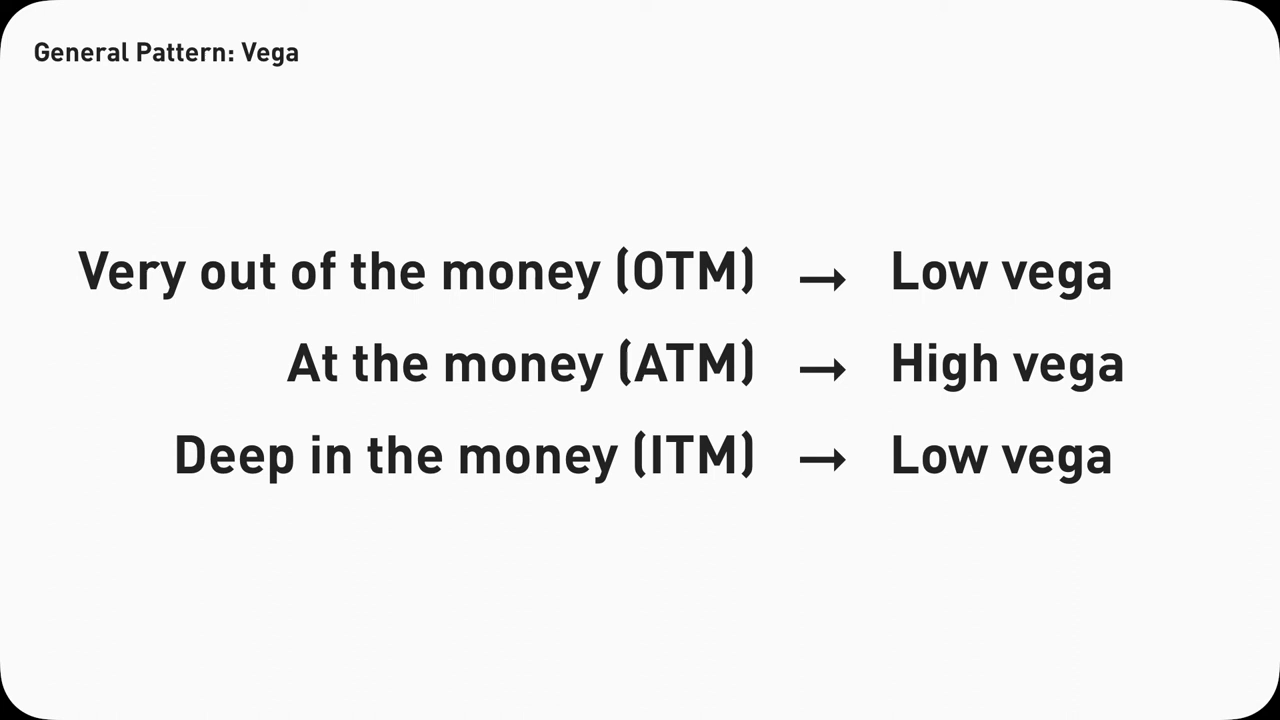 General Pattern: Vega
Very out of the money (OTM) → Low vega
At the money (ATM) → High vega
Deep in the money (ITM) → Low vega